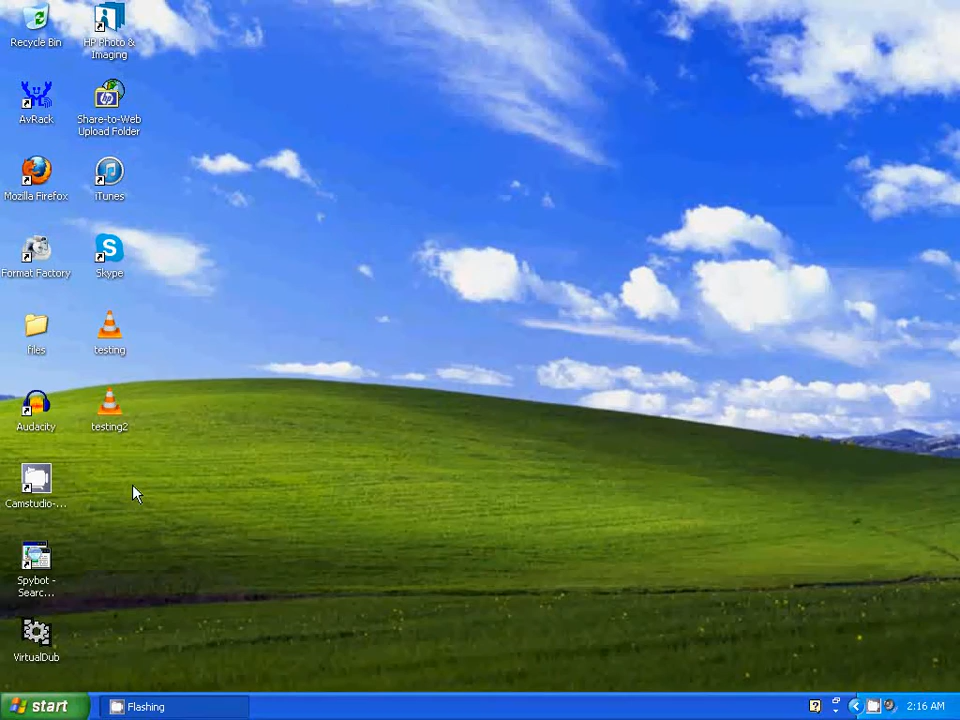 Recycle Bin
HP Photo &
Imaging
AvRack
Share-to-Web
Upload Folder
Mozilla Firefox
iTunes
Format Factory
Skype
files
testing
Audacity
testing2
Camstudio-...
Spybot -
Searc...
VirtualDub
start
Flashing
2:16 AM